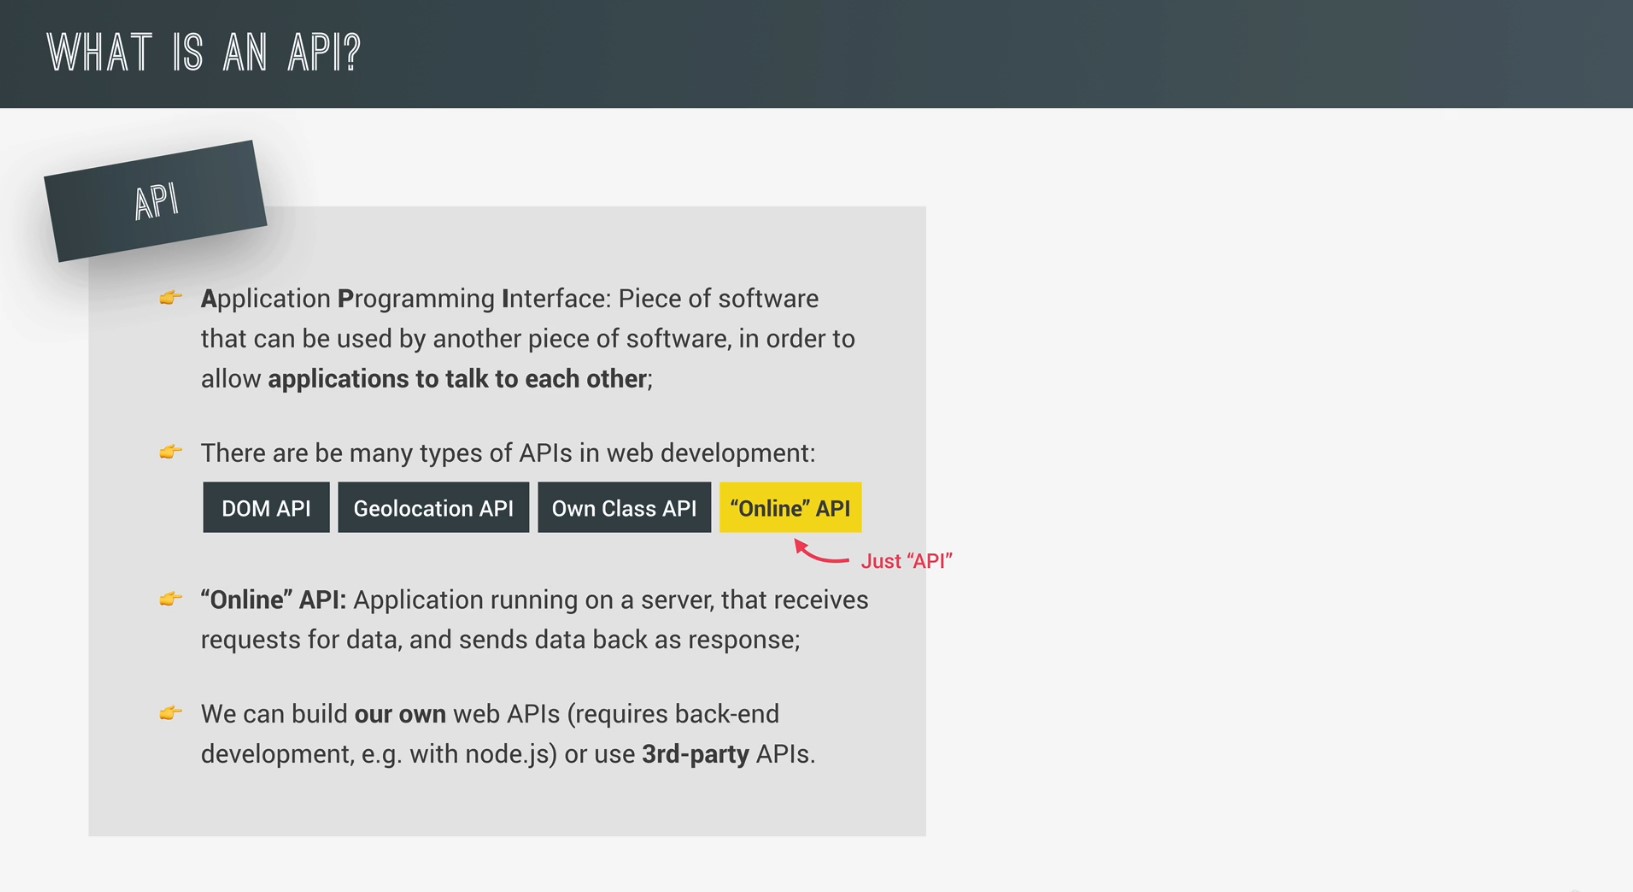 WHAT IS AN API?
API
👉 Application Programming Interface: Piece of software
that can be used by another piece of software, in order to
allow applications to talk to each other;
👉 There are be many types of APIs in web development:
DOM API Geolocation API Own Class API “Online” API
Just “API”
👉 “Online” API: Application running on a server, that receives
requests for data, and sends data back as response;
👉 We can build our own web APIs (requires back-end
development, e.g. with node.js) or use 3rd-party APIs.